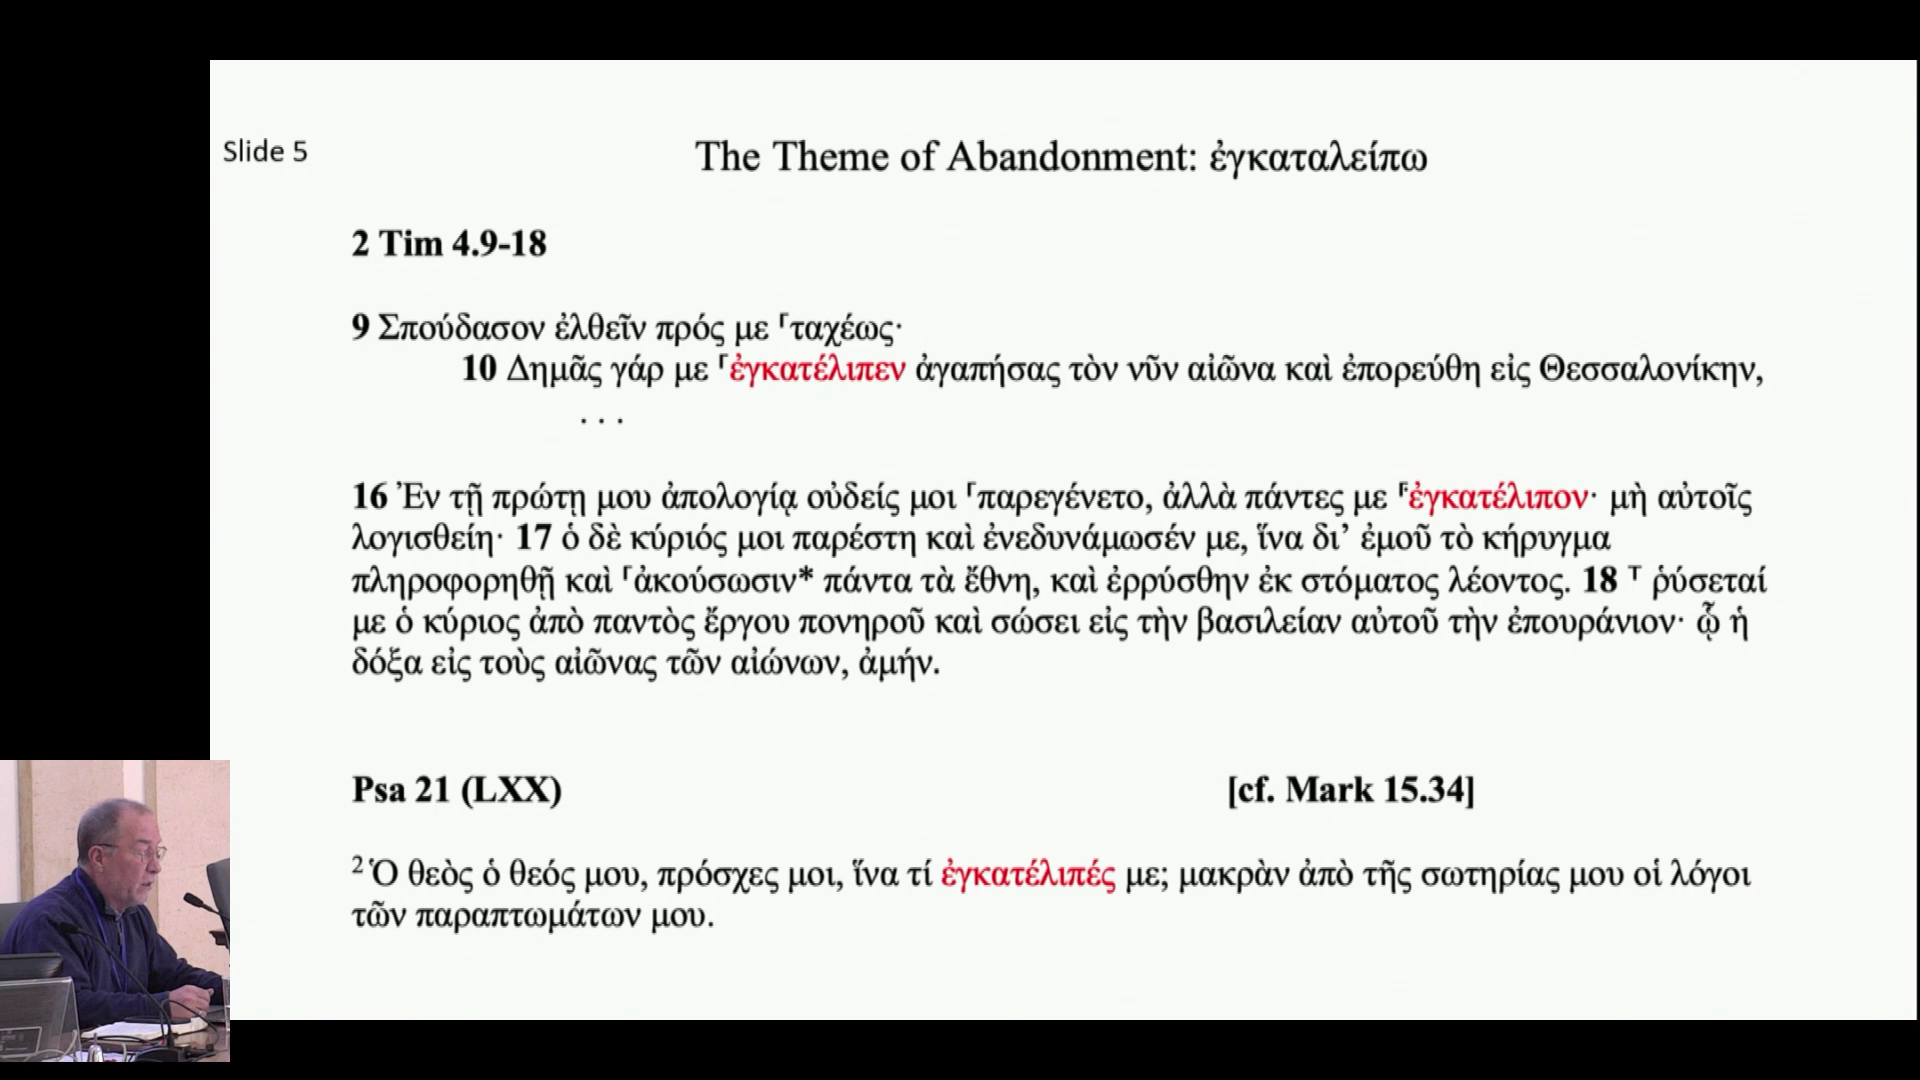 Slide 5
The Theme of Abandonment: ἐγκαταλείπω
2 Tim 4.9-18
9 Σπούδασον ἐλθεῖν πρός με ⸀ταχέως·
10 Δημᾶς γάρ με ⸀ἐγκατέλιπεν ἀγαπήσας τὸν νῦν αἰῶνα καὶ ἐπορεύθη εἰς Θεσσαλονίκην,
. . .
16 Ἐν τῇ πρώτῃ μου ἀπολογίᾳ οὐδείς μοι ⸀παρεγένετο, ἀλλὰ πάντες με ⸁ἐγκατέλιπον· μὴ αὐτοῖς
λογισθείη· 17 ὁ δὲ κύριός μοι παρέστη καὶ ἐνεδυνάμωσέν με, ἵνα δι’ ἐμοῦ τὸ κήρυγμα
πληροφορηθῇ καὶ ⸀ἀκούσωσιν* πάντα τὰ ἔθνη, καὶ ἐρρύσθην ἐκ στόματος λέοντος. 18 ⸆ ῥύσεταί
με ὁ κύριος ἀπὸ παντὸς ἔργου πονηροῦ καὶ σώσει εἰς τὴν βασιλείαν αὐτοῦ τὴν ἐπουράνιον· ᾧ ἡ
δόξα εἰς τοὺς αἰῶνας τῶν αἰώνων, ἀμήν.
Psa 21 (LXX) [cf. Mark 15.34]
² Ὁ θεὸς ὁ θεός μου, πρόσχες μοι, ἵνα τί ἐγκατέλιπές με; μακρὰν ἀπὸ τῆς σωτηρίας μου οἱ λόγοι
τῶν παραπτωμάτων μου.